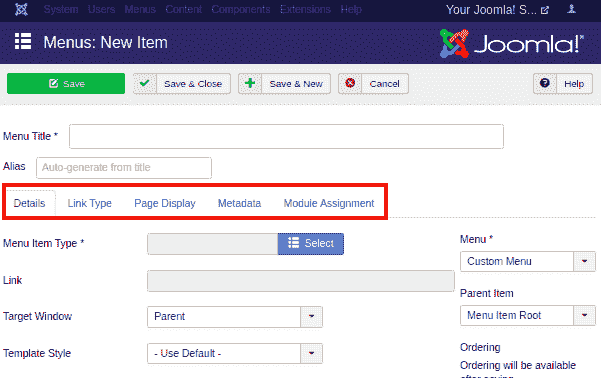 System Users Menus Content Components Extensions Help Your Joomla! S...
Menus: New Item Joomla!®
Save Save & Close Save & New Cancel Help
Menu Title *
Alias Auto-generate from title
Details Link Type Page Display Metadata Module Assignment
Menu Item Type * Select
Menu *
Custom Menu
Link
Parent Item
Target Window Parent
Menu Item Root
Template Style - Use Default -
Ordering
Ordering will be available
after saving